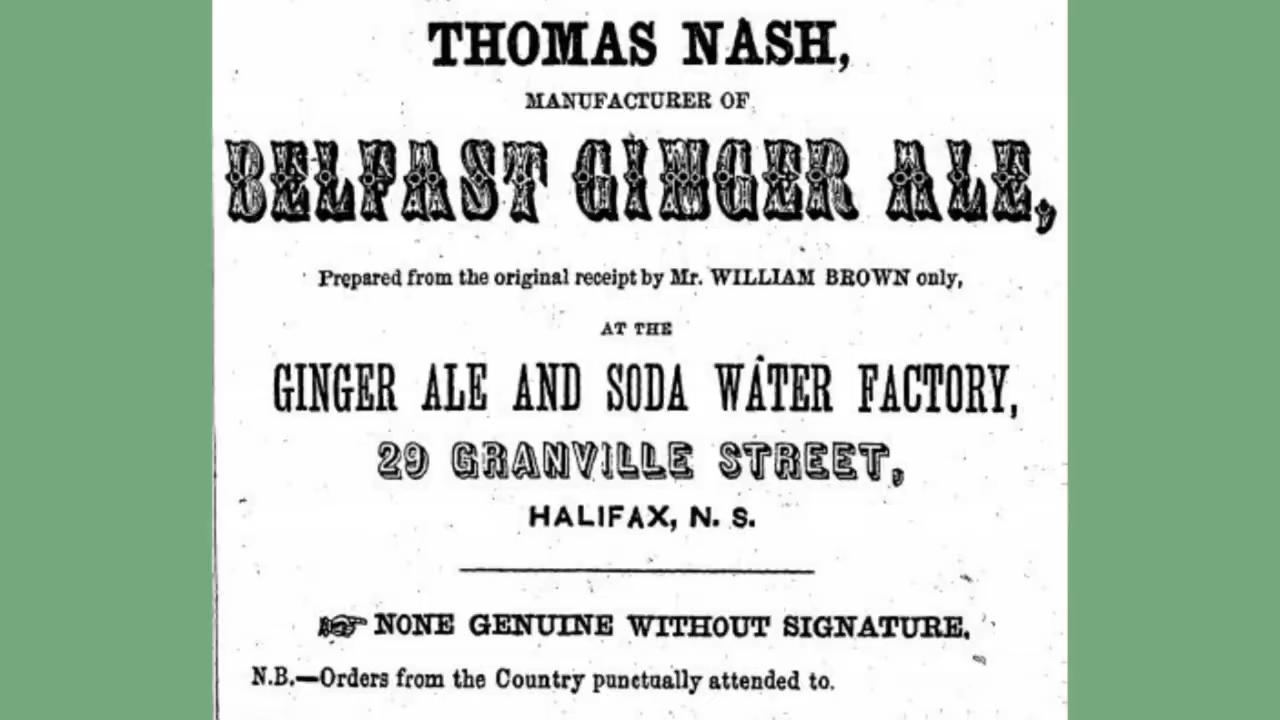 THOMAS NASH,
MANUFACTURER OF
BELFAST GINGER ALE,
Prepared from the original receipt by Mr. WILLIAM BROWN only,
AT THE
GINGER ALE AND SODA WATER FACTORY,
29 GRANVILLE STREET,
HALIFAX, N. S.
☞ NONE GENUINE WITHOUT SIGNATURE.
N.B.—Orders from the Country punctually attended to.